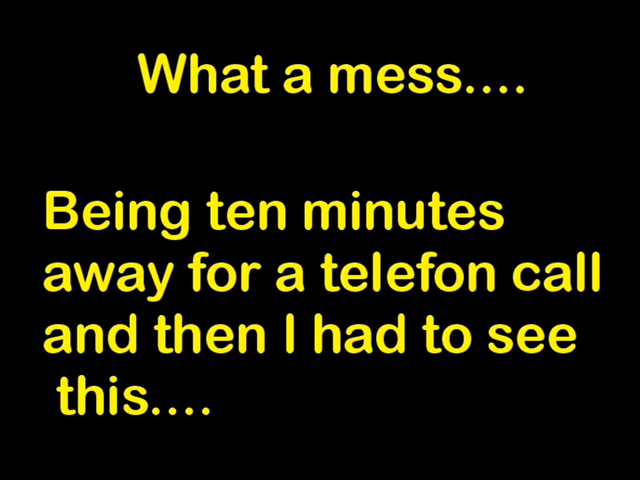 What a mess....
Being ten minutes
away for a telefon call
and then I had to see
this....